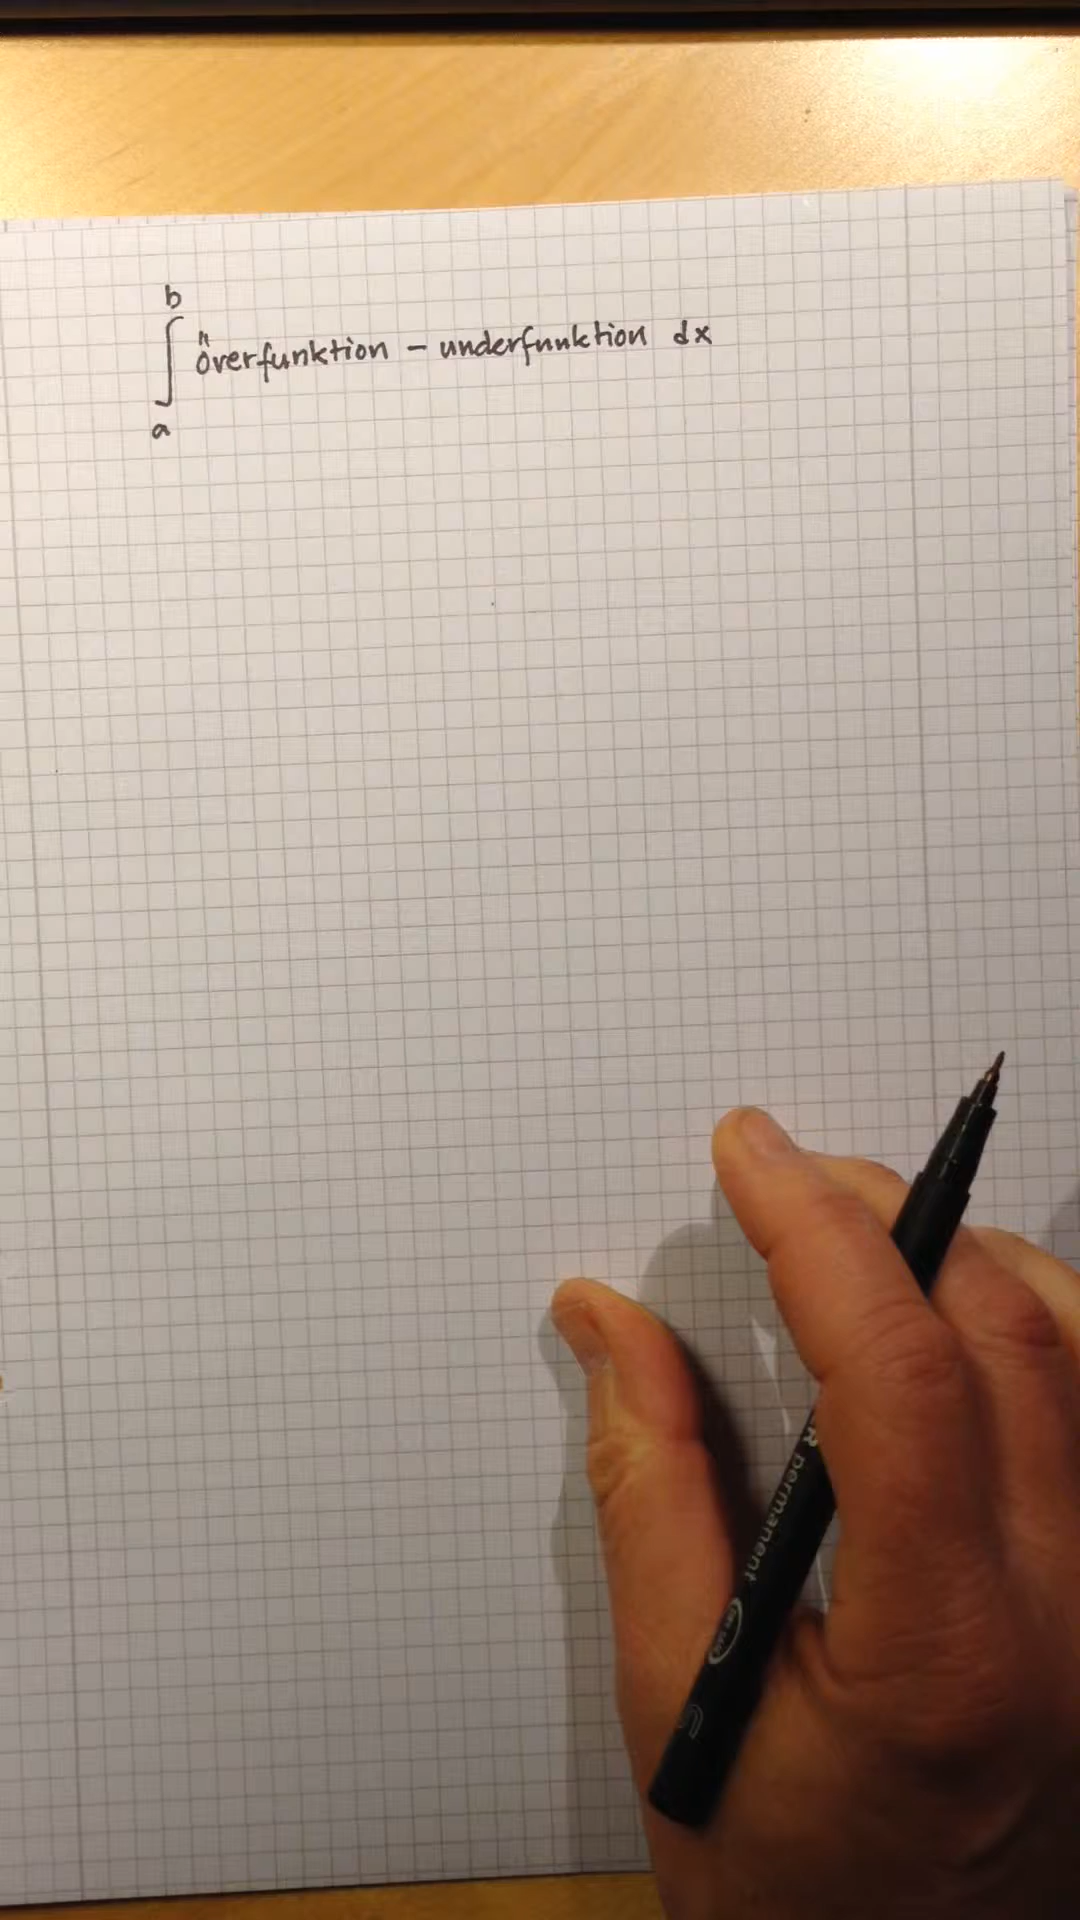 b
∫ överfunktion - underfunktion dx
a
permanent